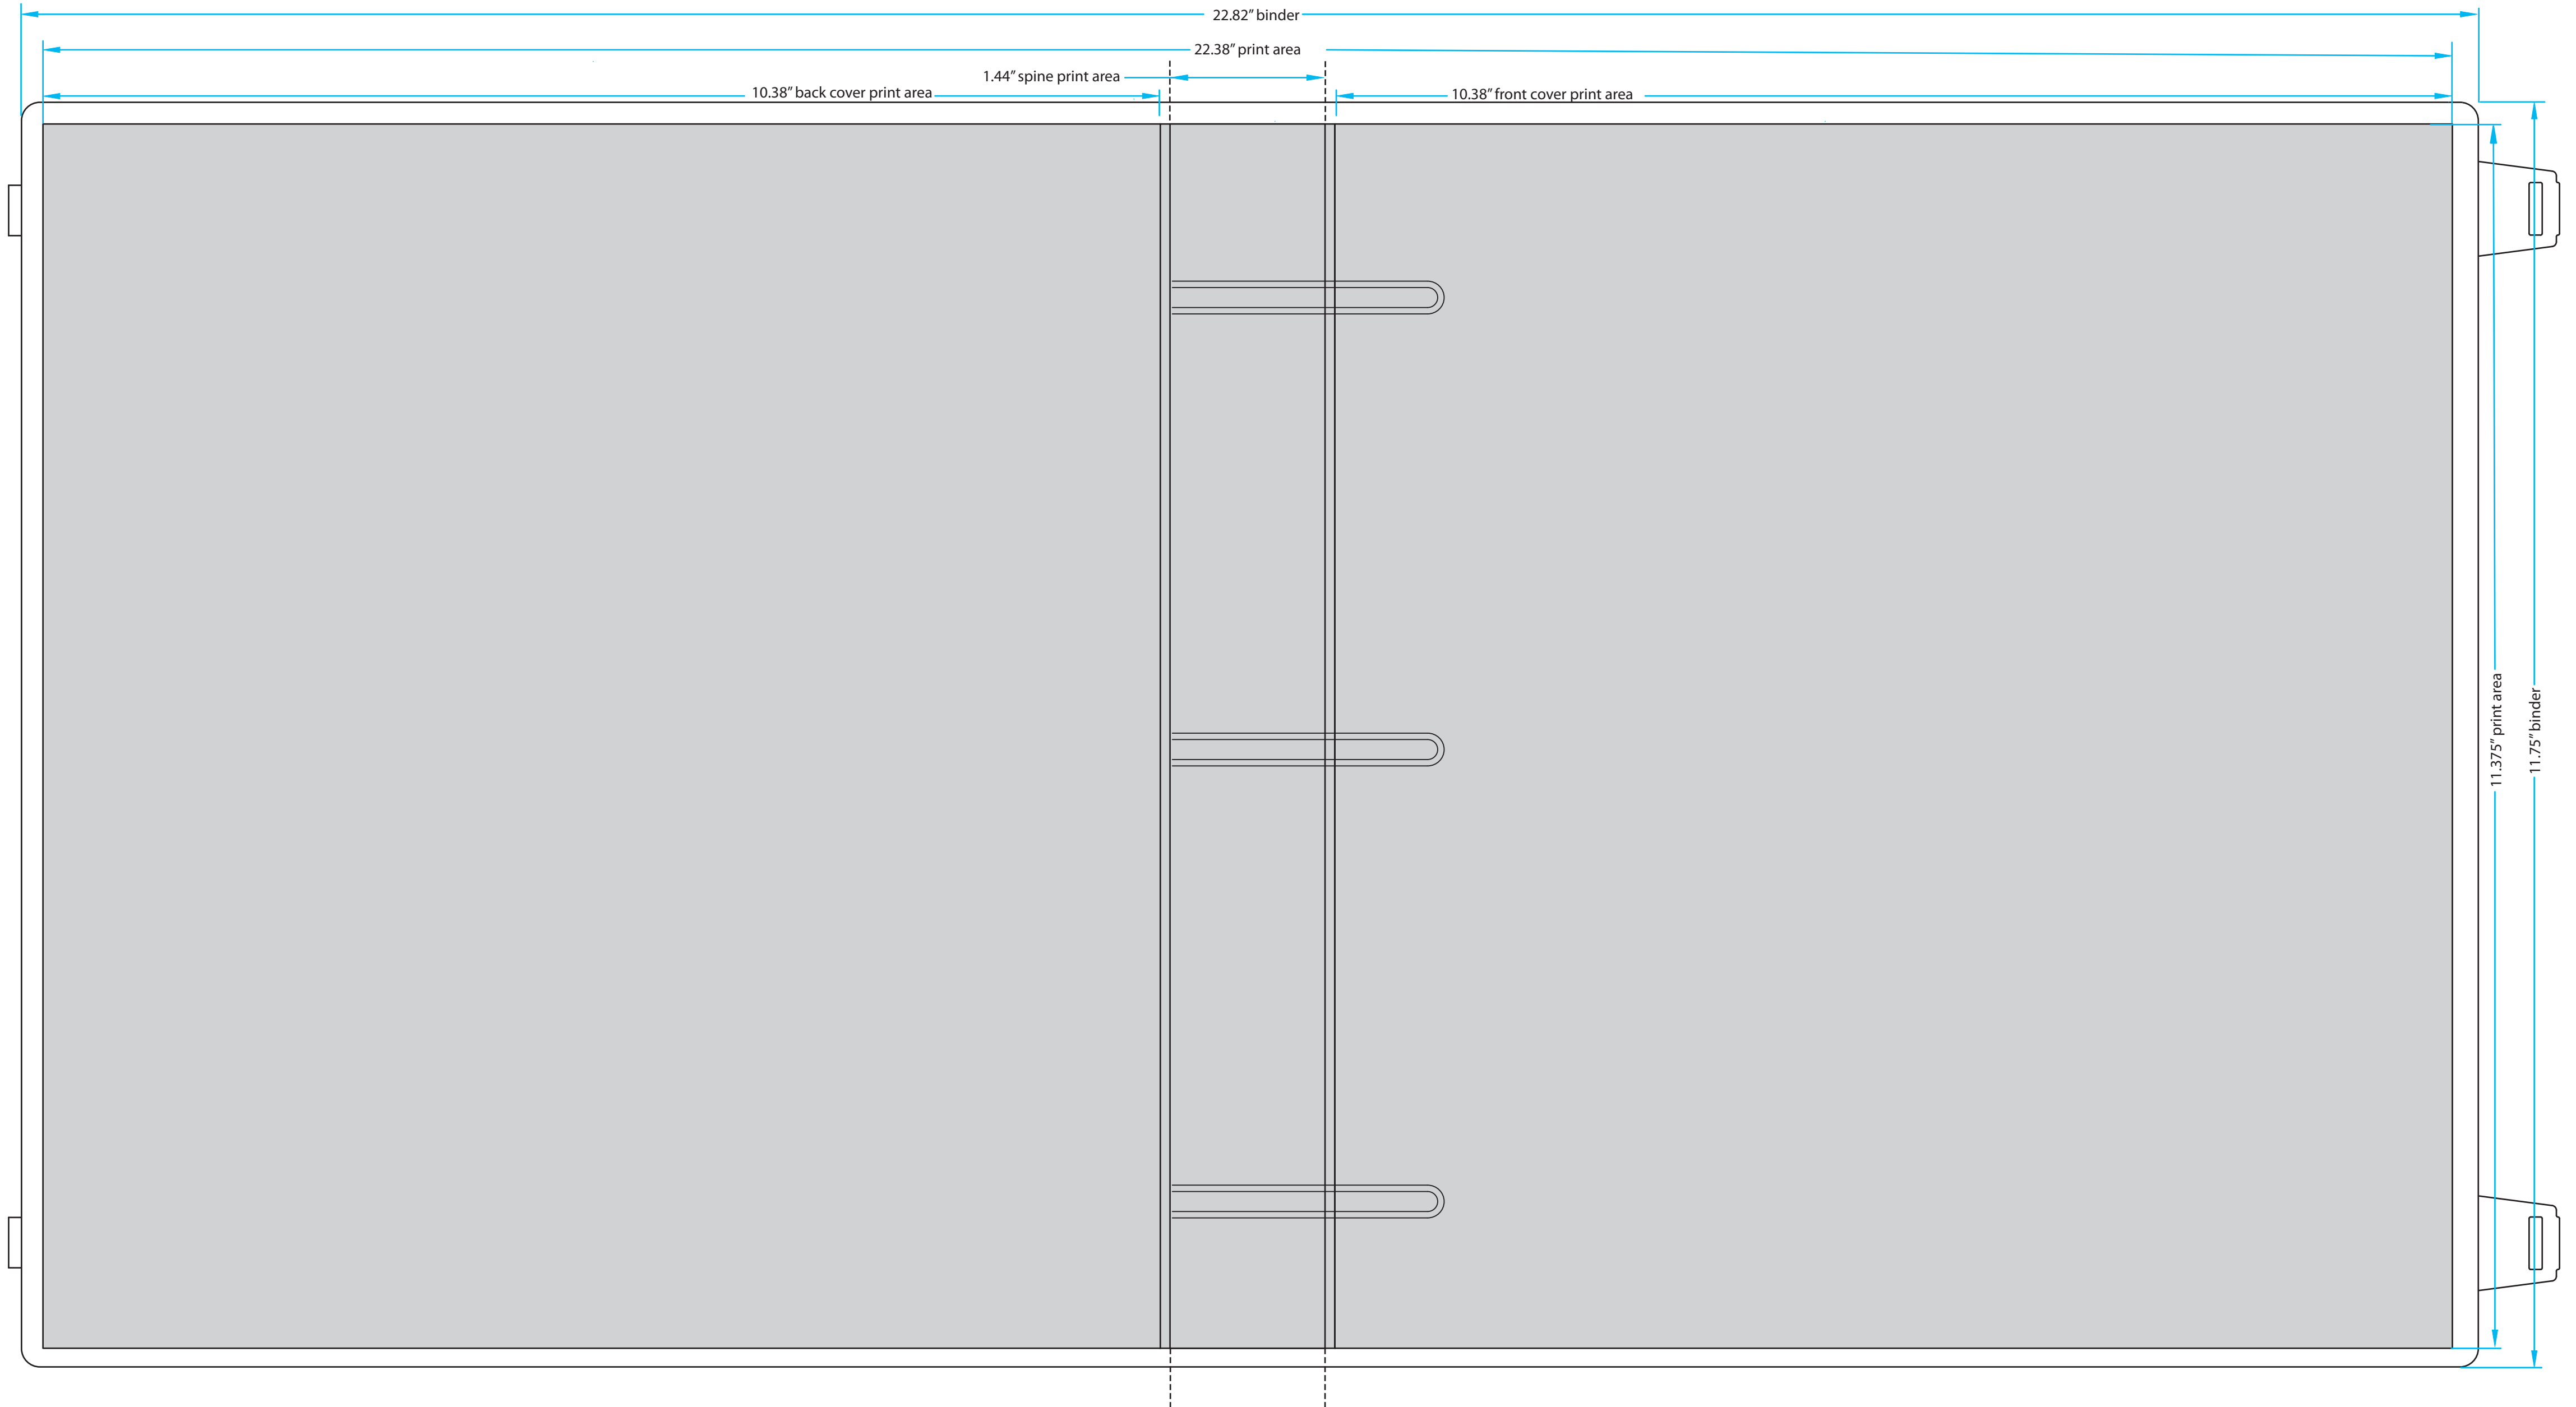 22.82” binder
22.38” print area
1.44” spine print area
10.38” back cover print area
10.38” front cover print area
11.375” print area
11.75” binder